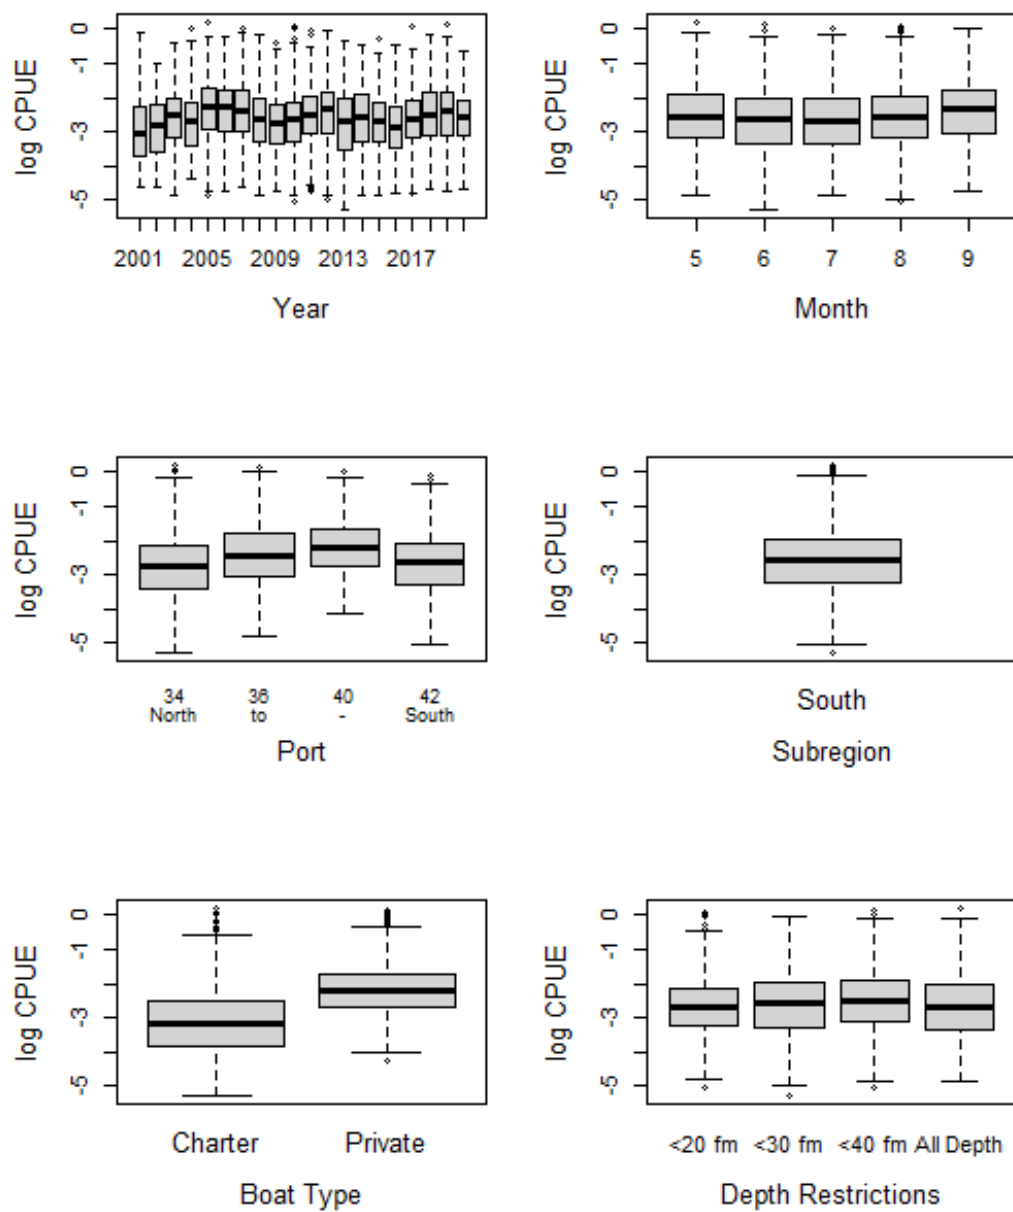 log CPUE
0
-1
-3
-5
2001 2005 2009 2013 2017
Year
log CPUE
0
-1
-3
-5
5 6 7 8 9
Month
log CPUE
0
-1
-3
-5
34 36 40 42
North to - South
Port
log CPUE
0
-1
-3
-5
South
Subregion
log CPUE
0
-1
-3
-5
Charter Private
Boat Type
log CPUE
0
-1
-3
-5
<20 fm <30 fm <40 fm All Depth
Depth Restrictions